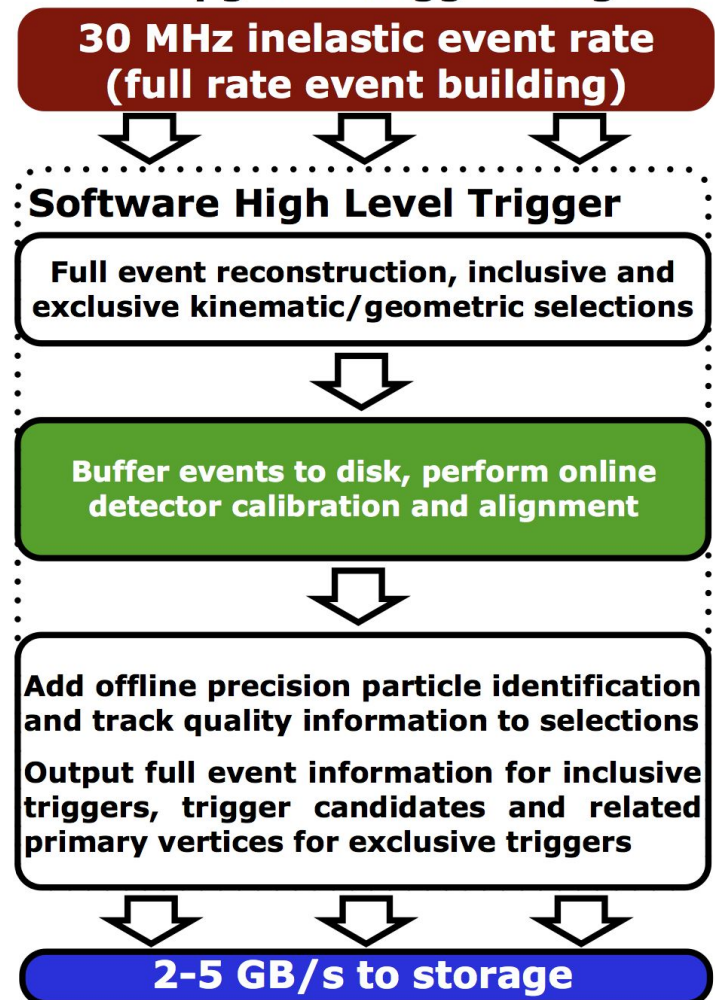 30 MHz inelastic event rate
(full rate event building)
Software High Level Trigger
Full event reconstruction, inclusive and
exclusive kinematic/geometric selections
Buffer events to disk, perform online
detector calibration and alignment
Add offline precision particle identification
and track quality information to selections
Output full event information for inclusive
triggers, trigger candidates and related
primary vertices for exclusive triggers
2-5 GB/s to storage